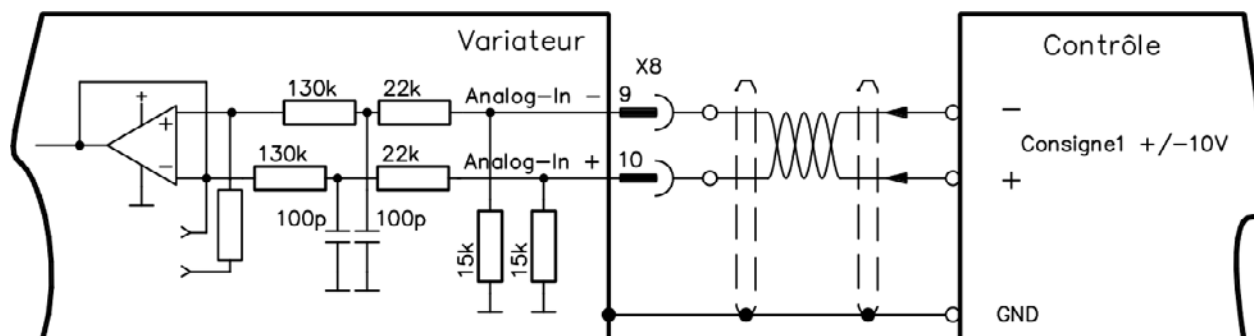 Variateur
Contrôle
X8
130k
22k
Analog-In -
9
-
+
+
-
Consigne1 +/-10V
130k
22k
Analog-In +
10
+
100p
100p
15k
15k
GND